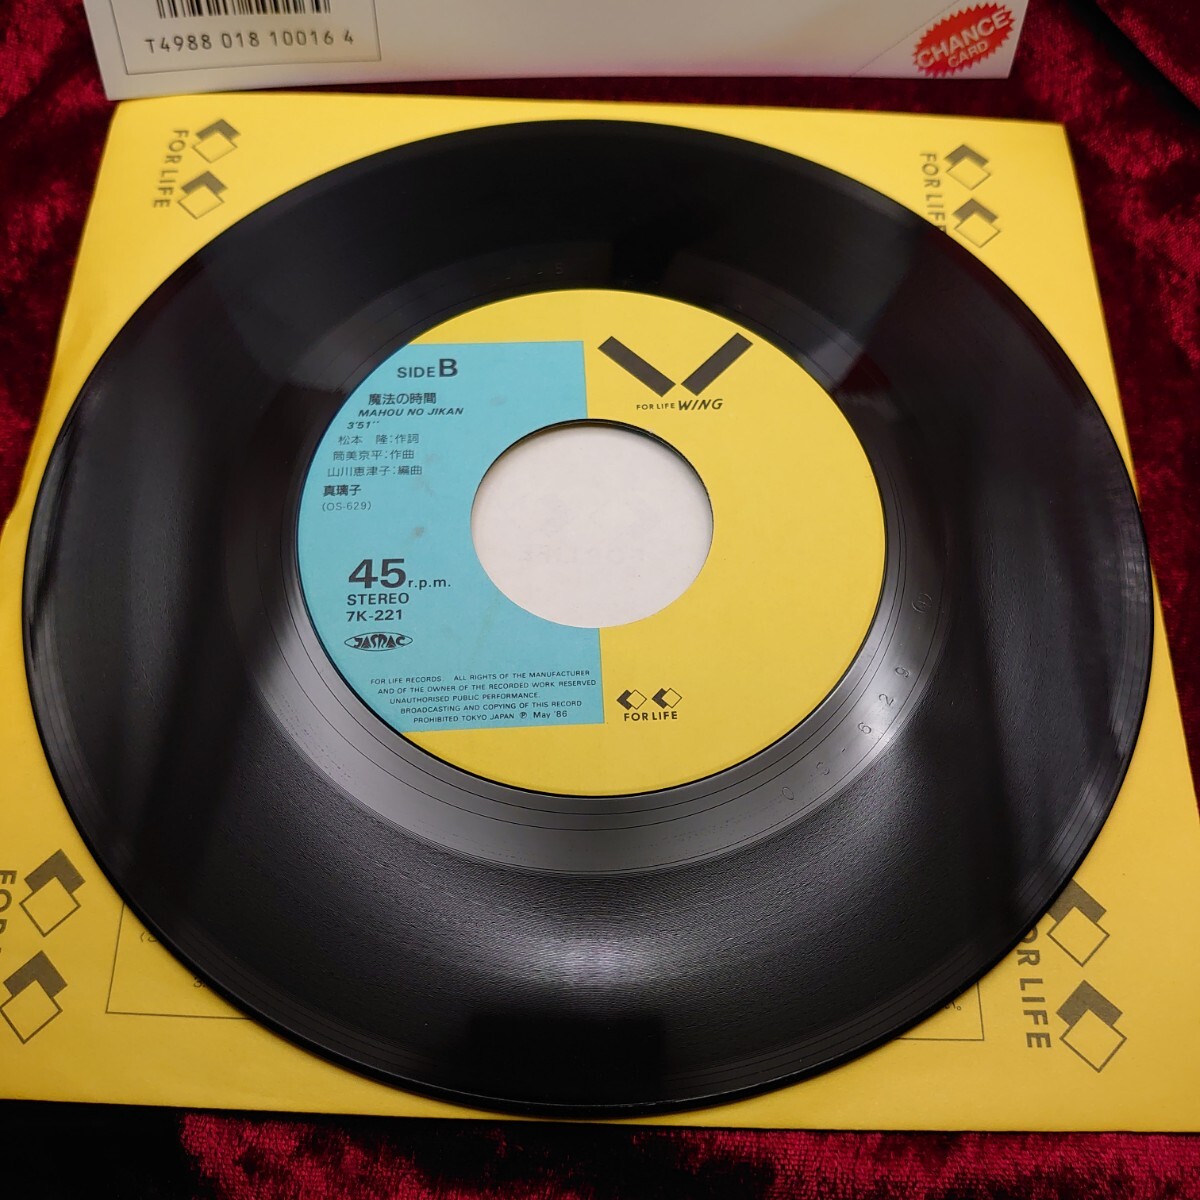 T4988 018 10016 4
CHANCE
CARD
FOR LIFE
FOR LIFE
SIDE B
魔法の時間
MAHOU NO JIKAN
3'51''
松本 隆:作詞
筒美京平:作曲
山川恵津子:編曲
真璃子
(OS-629)
45 r.p.m.
STEREO
7K-221
JASRAC
FOR LIFE RECORDS. ALL RIGHTS OF THE MANUFACTURER
AND OF THE OWNER OF THE RECORDED WORK RESERVED
UNAUTHORISED PUBLIC PERFORMANCE.
BROADCASTING AND COPYING OF THIS RECORD
PROHIBITED TOKYO JAPAN Ⓟ May '86
FOR LIFE WING
FOR LIFE
FOR LIFE